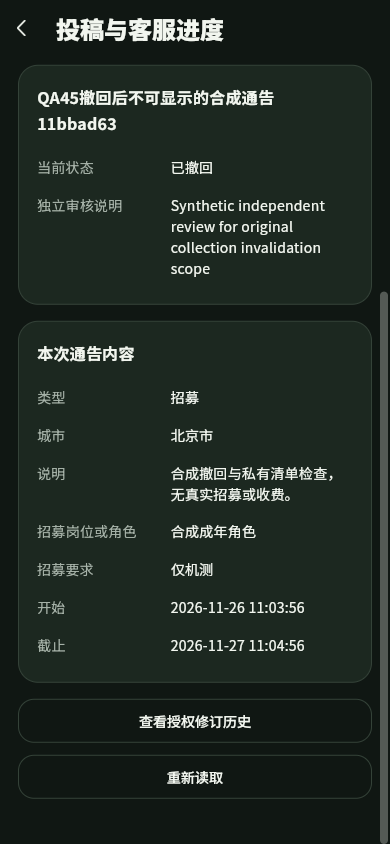 投稿与客服进度
QA45撤回后不可显示的合成通告
11bbad63
当前状态 已撤回
独立审核说明 Synthetic independent
review for original
collection invalidation
scope
本次通告内容
类型 招募
城市 北京市
说明 合成撤回与私有清单检查，
无真实招募或收费。
招募岗位或角色 合成成年角色
招募要求 仅机测
开始 2026-11-26 11:03:56
截止 2026-11-27 11:04:56
查看授权修订历史
重新读取